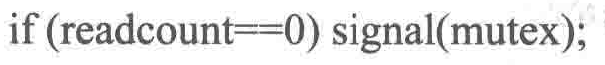 if (readcount==0) signal(mutex);